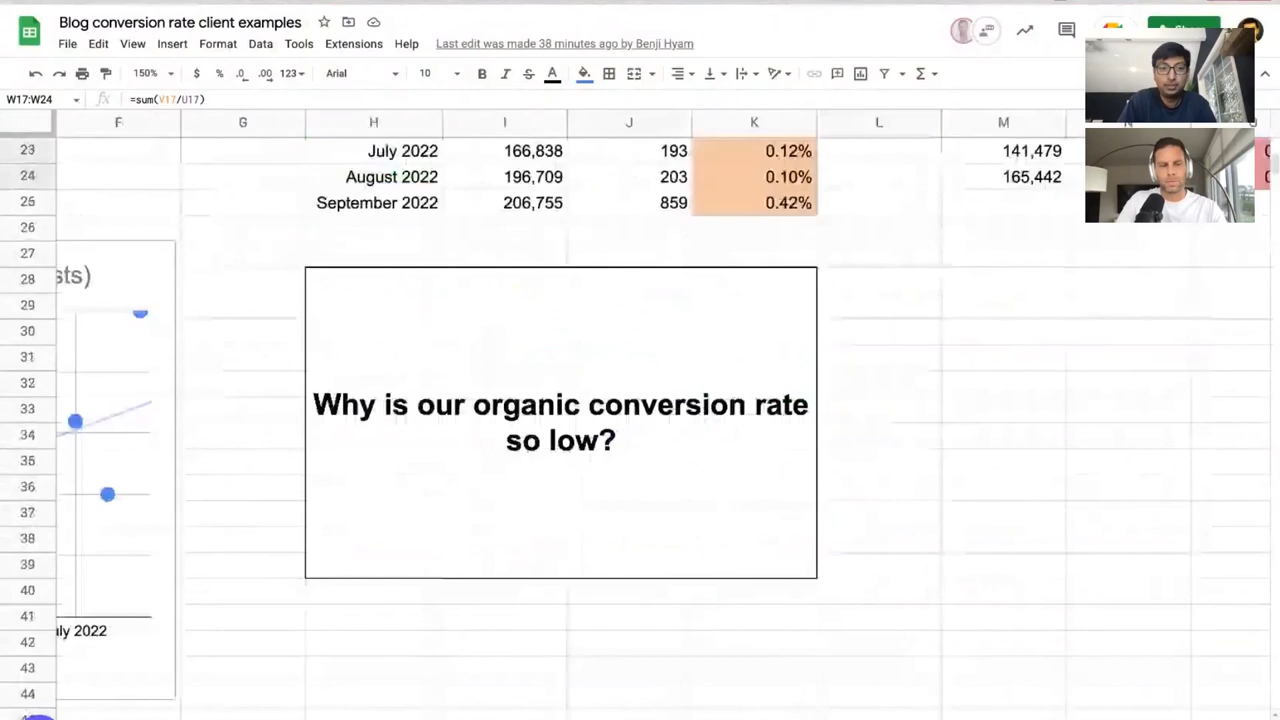 Blog conversion rate client examples
File Edit View Insert Format Data Tools Extensions Help Last edit was made 38 minutes ago by Benji Hyam
150% $ % .0 .00 123 Arial 10 B I A
W17:W24 fx =sum(V17/U17)
F G H I J K L M
23 July 2022 166,838 193 0.12% 141,479
24 August 2022 196,709 203 0.10% 165,442
25 September 2022 206,755 859 0.42%
26
27
sts)
28
29
30
31
32
33
Why is our organic conversion rate
34
so low?
35
36
37
38
39
40
41
uly 2022
42
43
44